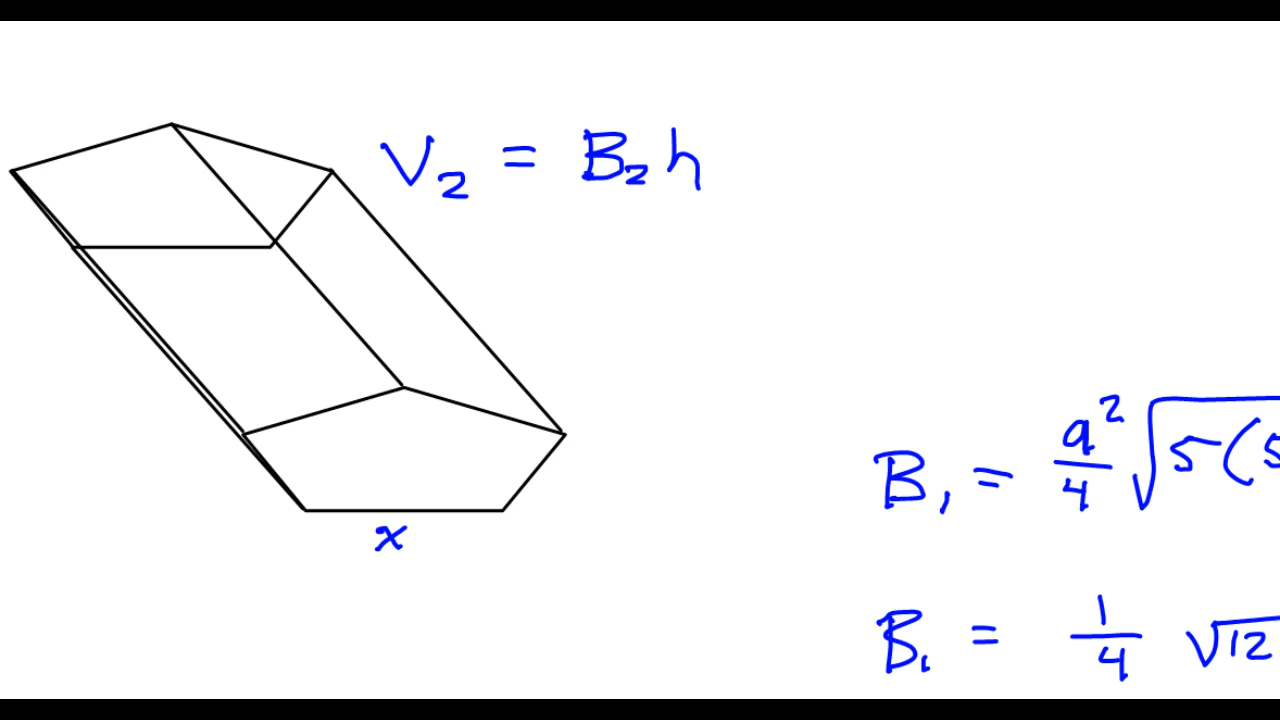 V₂ = B₂h
B₁ = a²/4 √5(5
x
B₁ = 1/4 √12